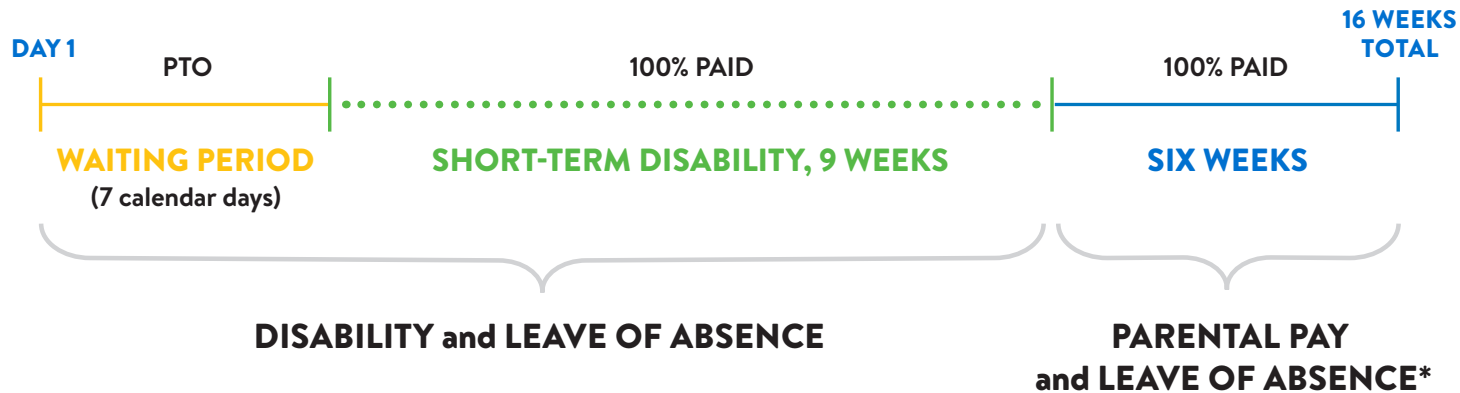 DAY 1
PTO
100% PAID
100% PAID
16 WEEKS
TOTAL
WAITING PERIOD
(7 calendar days)
SHORT-TERM DISABILITY, 9 WEEKS
SIX WEEKS
DISABILITY and LEAVE OF ABSENCE
PARENTAL PAY
and LEAVE OF ABSENCE*